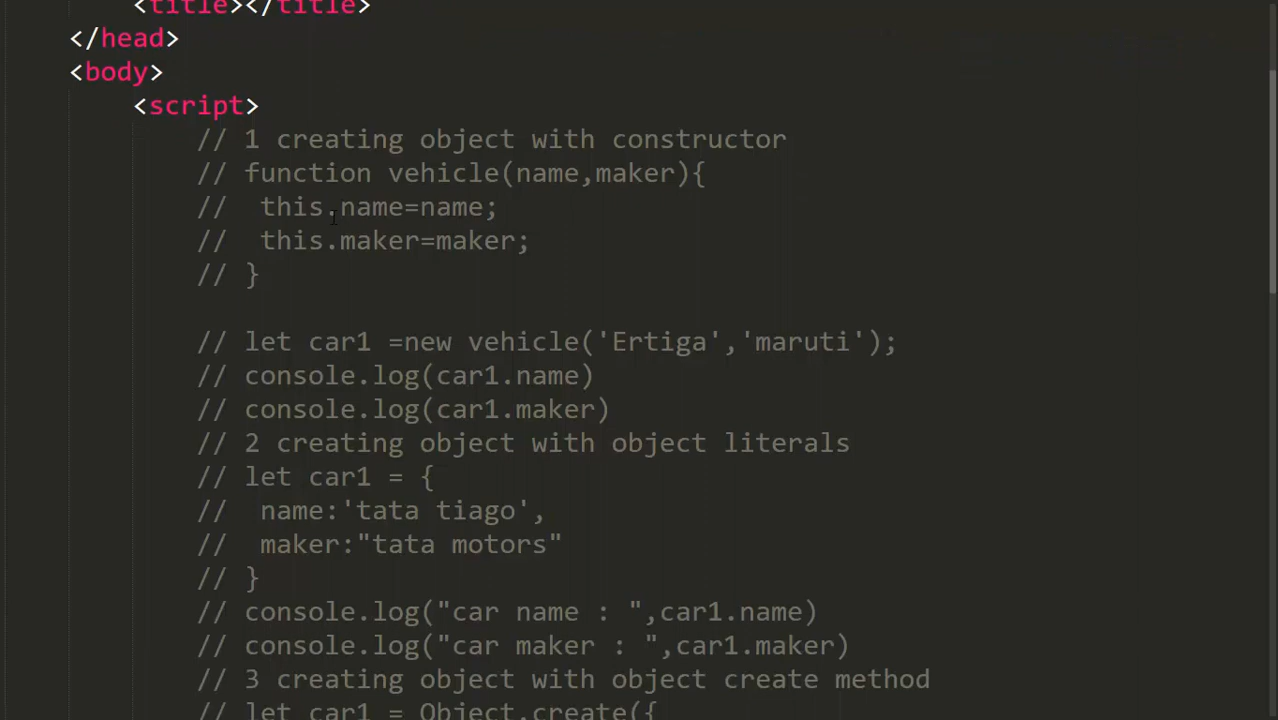 <title></title>
</head>
<body>
<script>
// 1 creating object with constructor
// function vehicle(name,maker){
//  this.name=name;
//  this.maker=maker;
// }
// let car1 =new vehicle('Ertiga','maruti');
// console.log(car1.name)
// console.log(car1.maker)
// 2 creating object with object literals
// let car1 = {
//  name:'tata tiago',
//  maker:"tata motors"
// }
// console.log("car name : ",car1.name)
// console.log("car maker : ",car1.maker)
// 3 creating object with object create method
// let car1 = Object.create({